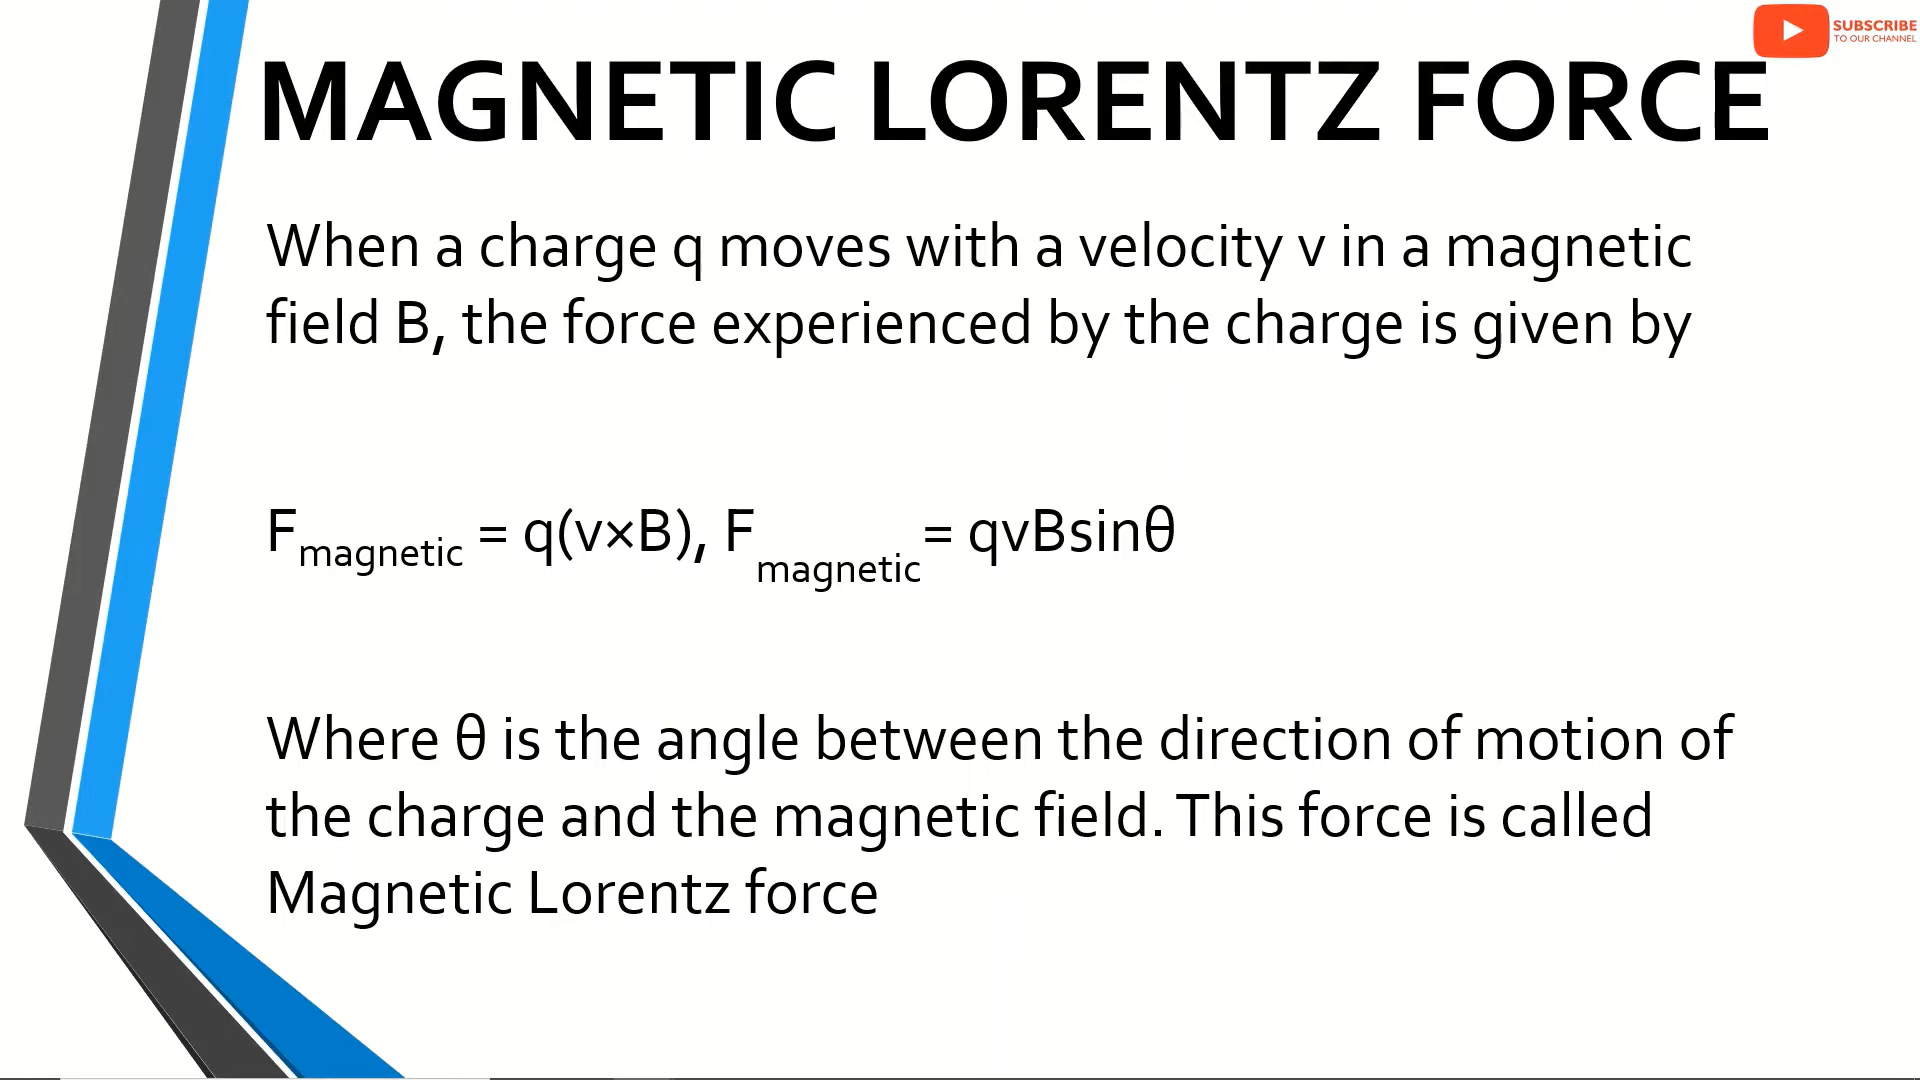 SUBSCRIBE
TO OUR CHANNEL
MAGNETIC LORENTZ FORCE
When a charge q moves with a velocity v in a magnetic
field B, the force experienced by the charge is given by
Fmagnetic = q(v×B), Fmagnetic= qvBsinθ
Where θ is the angle between the direction of motion of
the charge and the magnetic field. This force is called
Magnetic Lorentz force